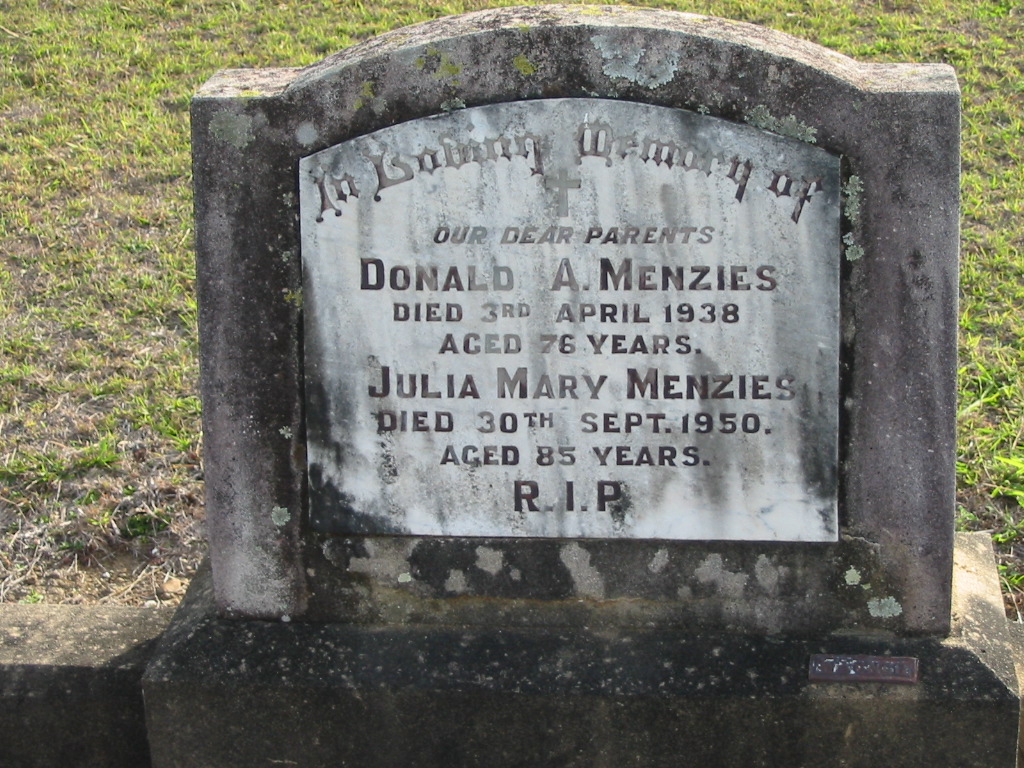 In Loving Memory of
OUR DEAR PARENTS
DONALD A. MENZIES
DIED 3RD APRIL 1938
AGED 76 YEARS.
JULIA MARY MENZIES
DIED 30TH SEPT. 1950.
AGED 85 YEARS.
R.I.P